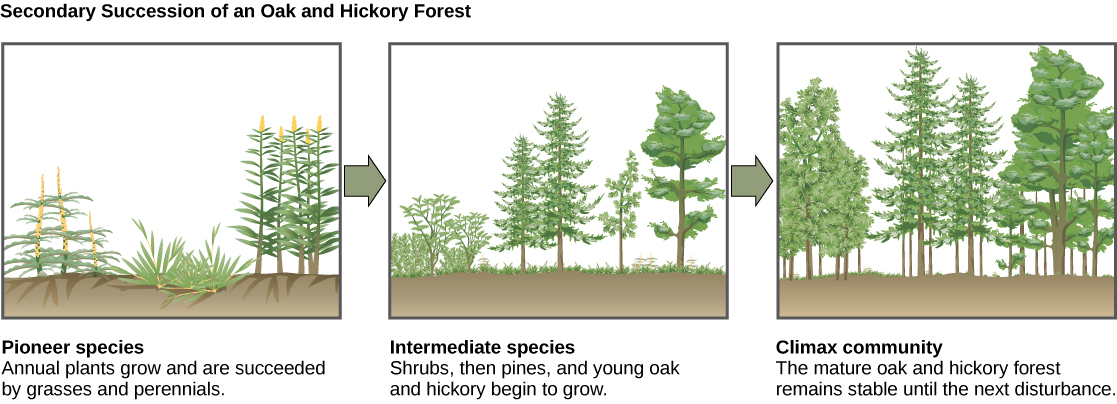 Secondary Succession of an Oak and Hickory Forest
Pioneer species
Annual plants grow and are succeeded
by grasses and perennials.
Intermediate species
Shrubs, then pines, and young oak
and hickory begin to grow.
Climax community
The mature oak and hickory forest
remains stable until the next disturbance.